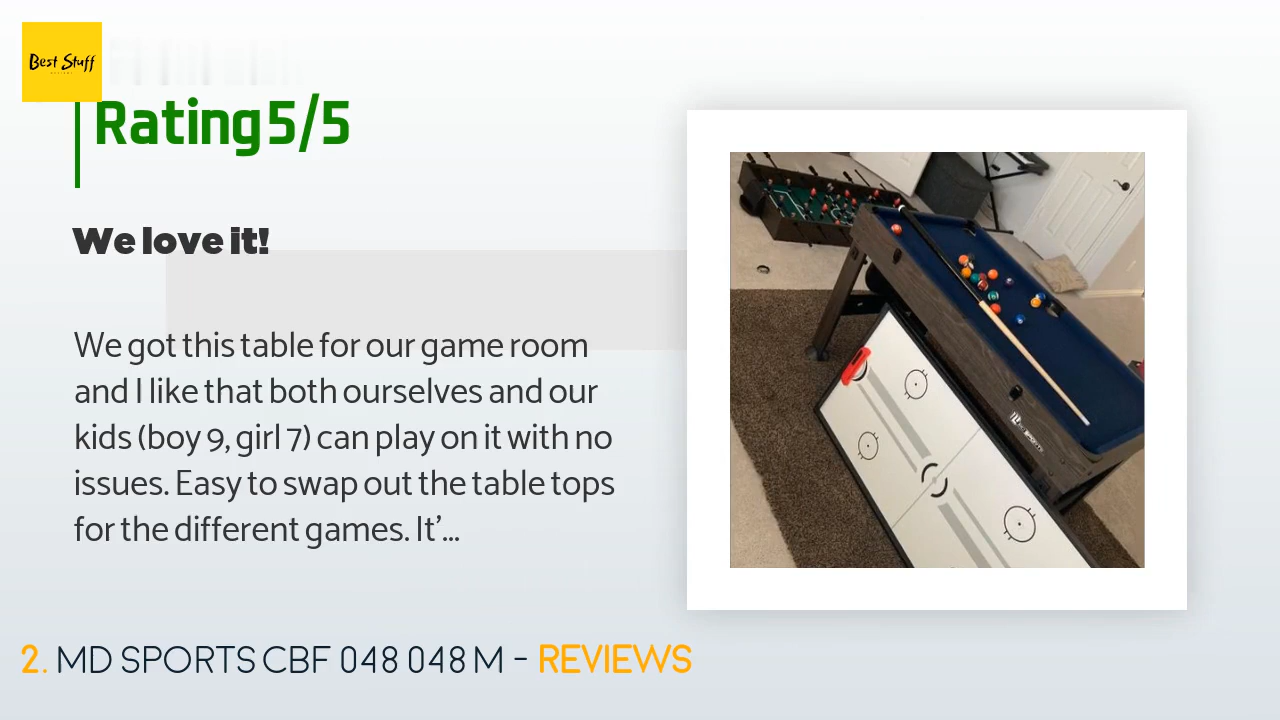 Best Stuff
Rating 5/5
We love it!
We got this table for our game room
and I like that both ourselves and our
kids (boy 9, girl 7) can play on it with no
issues. Easy to swap out the table tops
for the different games. It’...
2. MD SPORTS CBF 048 048 M - REVIEWS